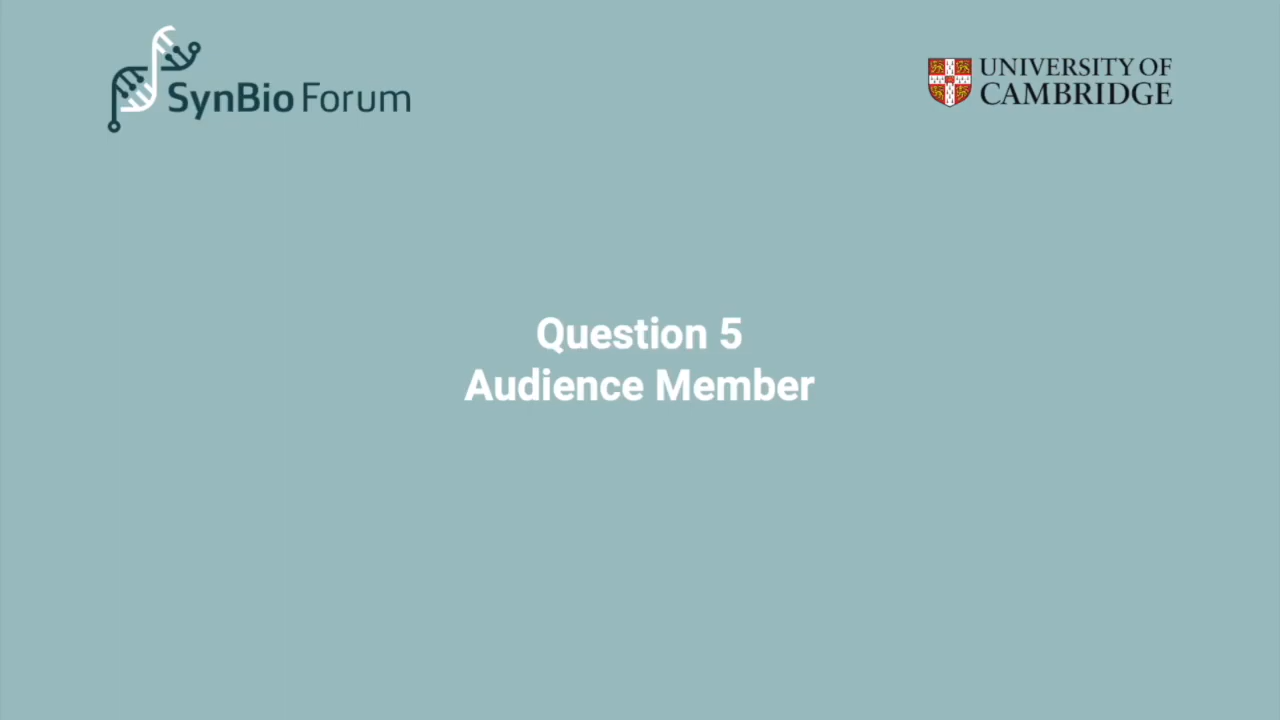 SynBio Forum
UNIVERSITY OF
CAMBRIDGE
Question 5
Audience Member